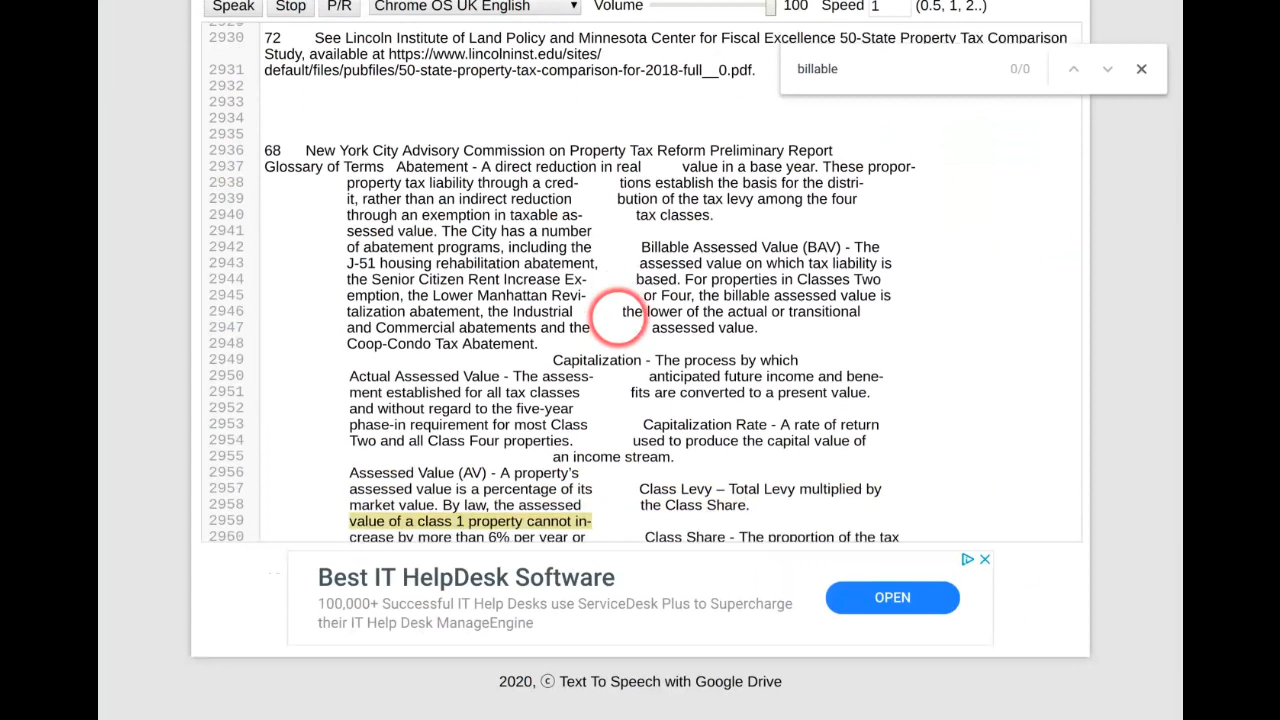 Speak Stop P/R Chrome OS UK English ▼ Volume 100 Speed 1 (0.5, 1, 2..)
billable 0/0
2930 72 See Lincoln Institute of Land Policy and Minnesota Center for Fiscal Excellence 50-State Property Tax Comparison
Study, available at https://www.lincolninst.edu/sites/
2931 default/files/pubfiles/50-state-property-tax-comparison-for-2018-full__0.pdf.
2932
2933
2934
2935
2936 68 New York City Advisory Commission on Property Tax Reform Preliminary Report
2937 Glossary of Terms Abatement - A direct reduction in real value in a base year. These propor-
2938 property tax liability through a cred- tions establish the basis for the distri-
2939 it, rather than an indirect reduction bution of the tax levy among the four
2940 through an exemption in taxable as- tax classes.
2941 sessed value. The City has a number
2942 of abatement programs, including the Billable Assessed Value (BAV) - The
2943 J-51 housing rehabilitation abatement, assessed value on which tax liability is
2944 the Senior Citizen Rent Increase Ex- based. For properties in Classes Two
2945 emption, the Lower Manhattan Revi- or Four, the billable assessed value is
2946 talization abatement, the Industrial the lower of the actual or transitional
2947 and Commercial abatements and the assessed value.
2948 Coop-Condo Tax Abatement.
2949 Capitalization - The process by which
2950 Actual Assessed Value - The assess- anticipated future income and bene-
2951 ment established for all tax classes fits are converted to a present value.
2952 and without regard to the five-year
2953 phase-in requirement for most Class Capitalization Rate - A rate of return
2954 Two and all Class Four properties. used to produce the capital value of
2955 an income stream.
2956 Assessed Value (AV) - A property's
2957 assessed value is a percentage of its Class Levy – Total Levy multiplied by
2958 market value. By law, the assessed the Class Share.
2959 value of a class 1 property cannot in-
2960 crease by more than 6% per year or Class Share - The proportion of the tax
Best IT HelpDesk Software
100,000+ Successful IT Help Desks use ServiceDesk Plus to Supercharge
their IT Help Desk ManageEngine
OPEN
2020, ⓒ Text To Speech with Google Drive